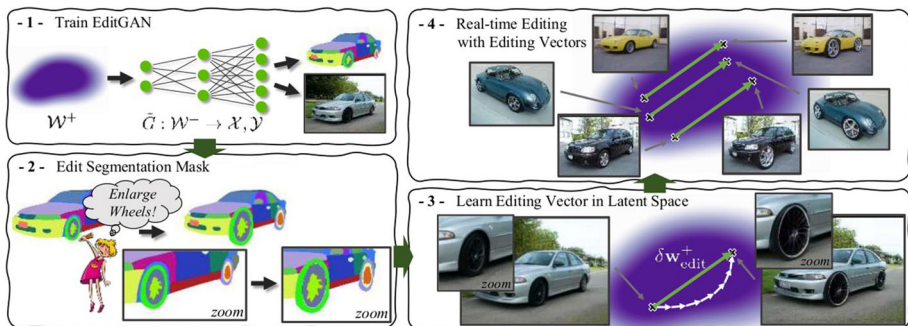 - 1 - Train EditGAN
𝒲⁺
G̃ : 𝒲⁻ → 𝒳, 𝒴
- 2 - Edit Segmentation Mask
Enlarge
Wheels!
zoom
zoom
- 4 - Real-time Editing
with Editing Vectors
- 3 - Learn Editing Vector in Latent Space
zoom
δw⁺edit
zoom